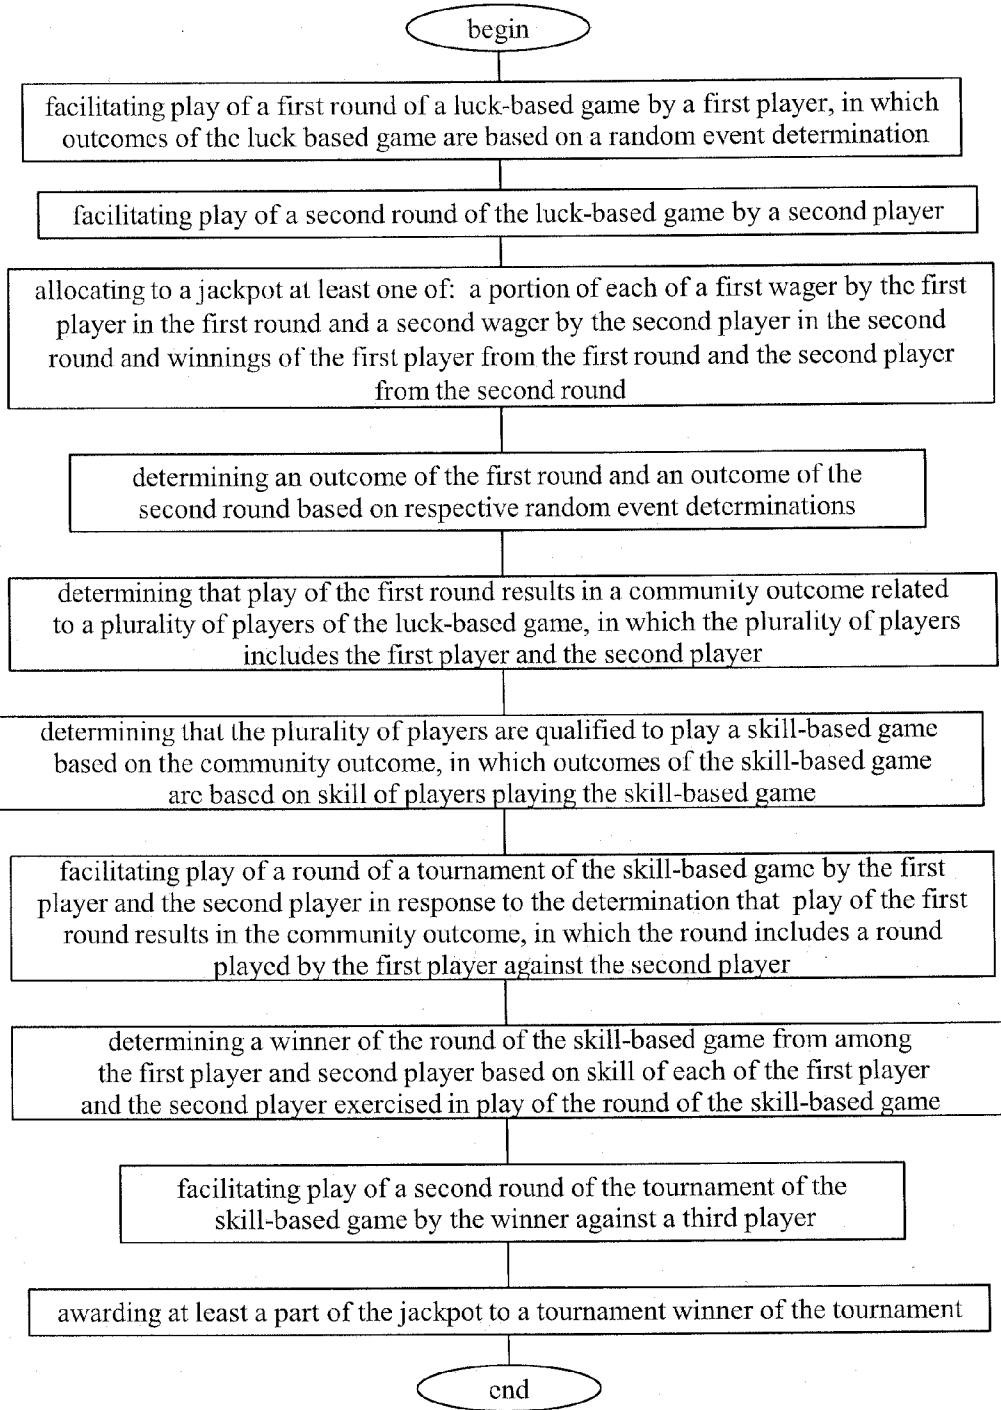 begin
facilitating play of a first round of a luck-based game by a first player, in which
outcomes of the luck based game are based on a random event determination
facilitating play of a second round of the luck-based game by a second player
allocating to a jackpot at least one of: a portion of each of a first wager by the first
player in the first round and a second wager by the second player in the second
round and winnings of the first player from the first round and the second player
from the second round
determining an outcome of the first round and an outcome of the
second round based on respective random event determinations
determining that play of the first round results in a community outcome related
to a plurality of players of the luck-based game, in which the plurality of players
includes the first player and the second player
determining that the plurality of players are qualified to play a skill-based game
based on the community outcome, in which outcomes of the skill-based game
are based on skill of players playing the skill-based game
facilitating play of a round of a tournament of the skill-based game by the first
player and the second player in response to the determination that play of the first
round results in the community outcome, in which the round includes a round
played by the first player against the second player
determining a winner of the round of the skill-based game from among
the first player and second player based on skill of each of the first player
and the second player exercised in play of the round of the skill-based game
facilitating play of a second round of the tournament of the
skill-based game by the winner against a third player
awarding at least a part of the jackpot to a tournament winner of the tournament
end